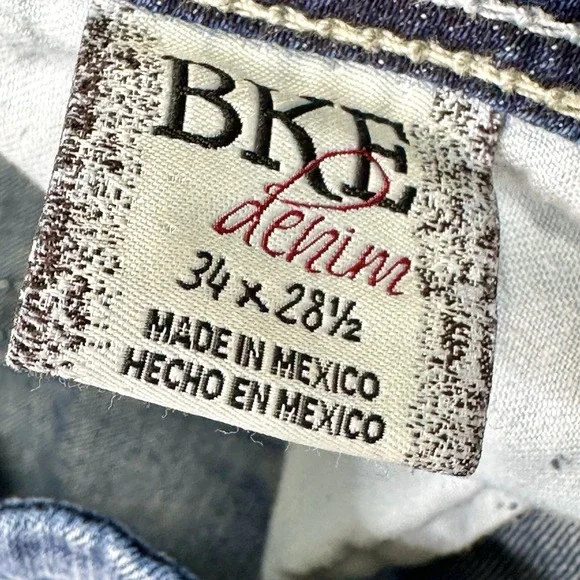 BKE
denim
34 x 28½
MADE IN MEXICO
HECHO EN MEXICO